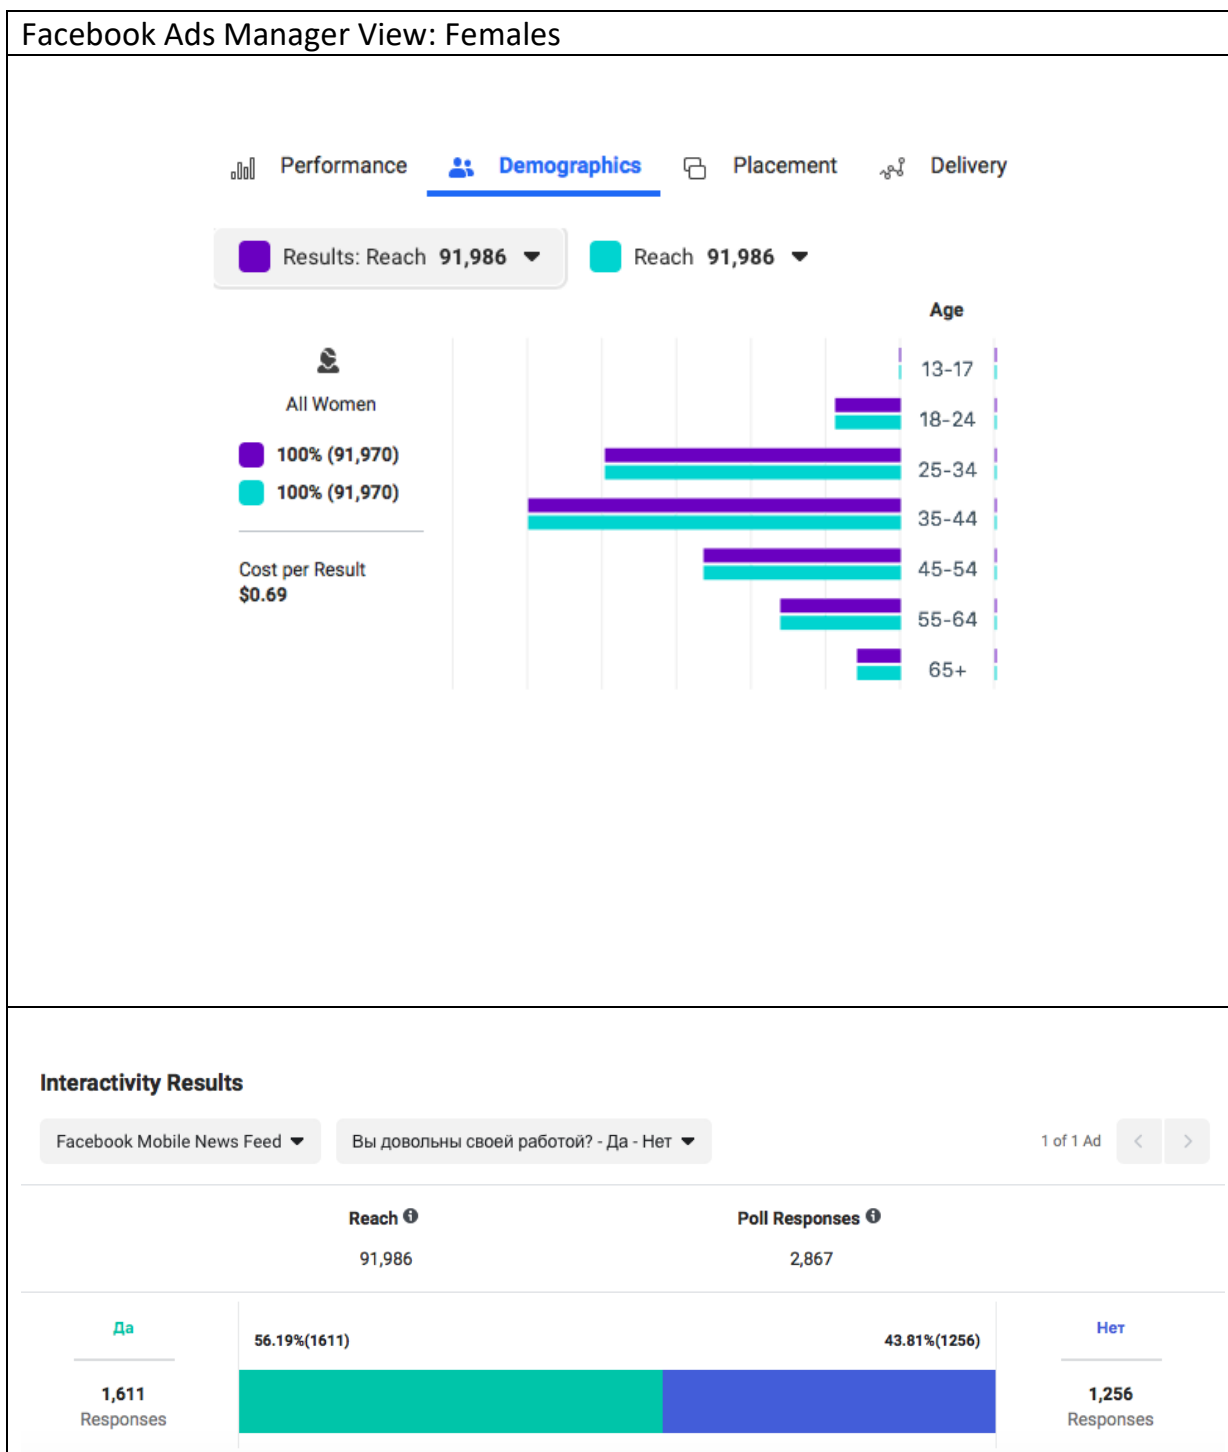 Facebook Ads Manager View: Females
Performance Demographics Placement Delivery
Results: Reach 91,986 Reach 91,986
Age
13-17
All Women
18-24
100% (91,970)
25-34
100% (91,970)
35-44
Cost per Result
45-54
$0.69
55-64
65+
Interactivity Results
Facebook Mobile News Feed Вы довольны своей работой? - Да - Нет 1 of 1 Ad
Reach Poll Responses
91,986 2,867
Да 56.19%(1611) 43.81%(1256) Нет
1,611 1,256
Responses Responses